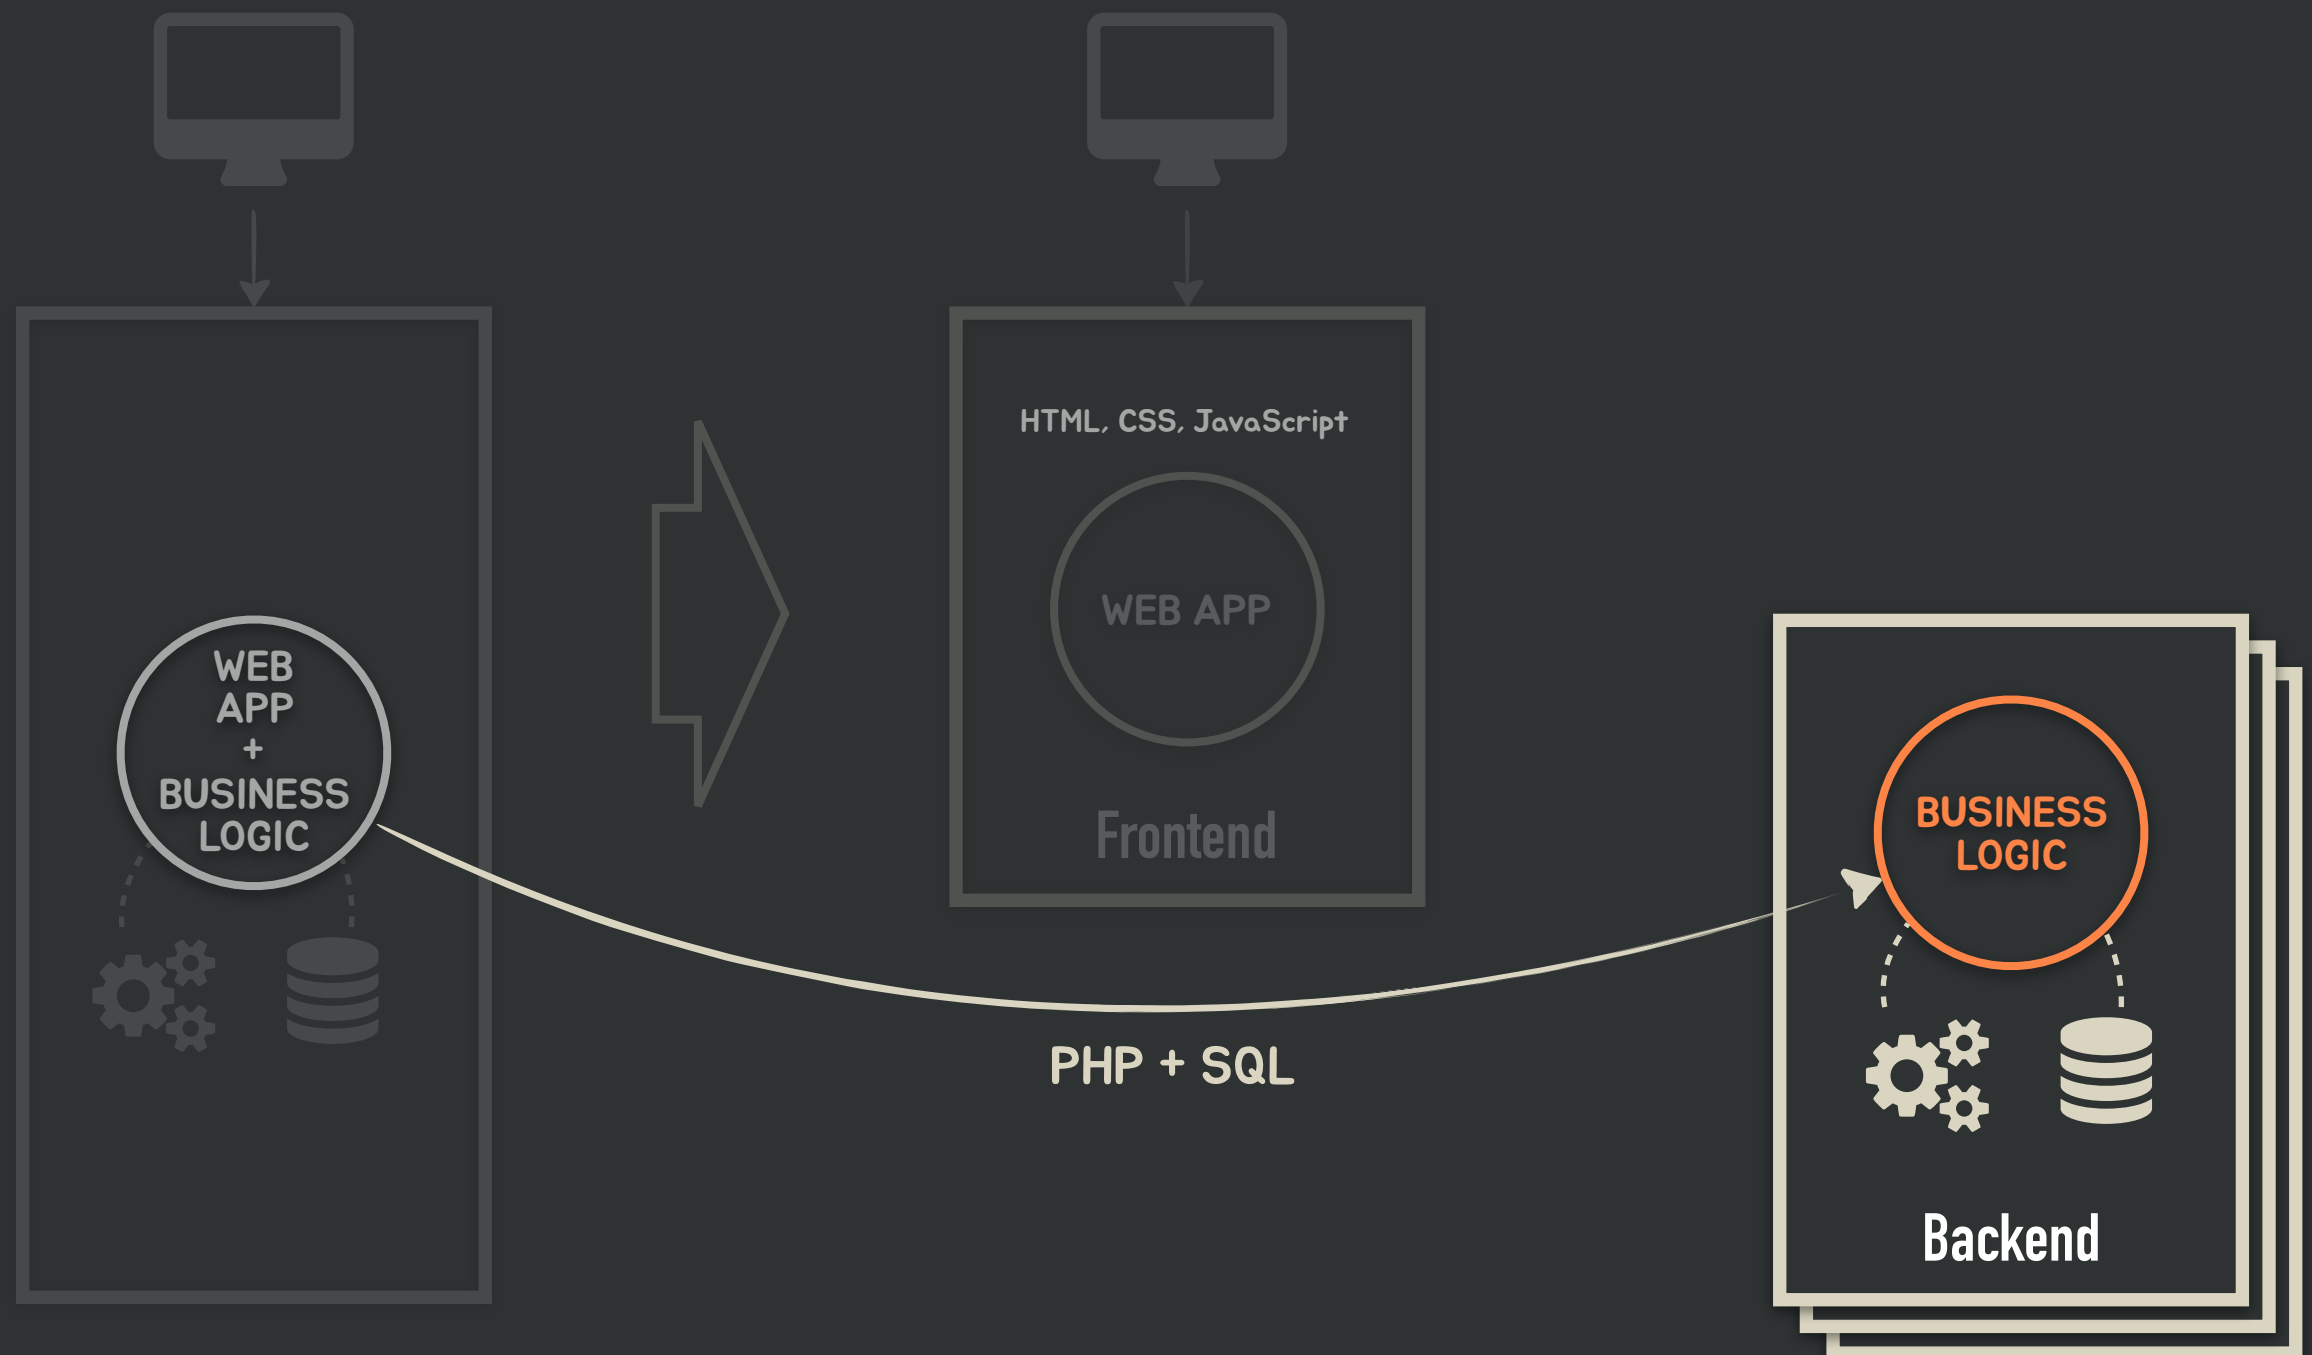 WEB
APP
+
BUSINESS
LOGIC
HTML, CSS, JavaScript
WEB APP
Frontend
PHP + SQL
BUSINESS
LOGIC
Backend